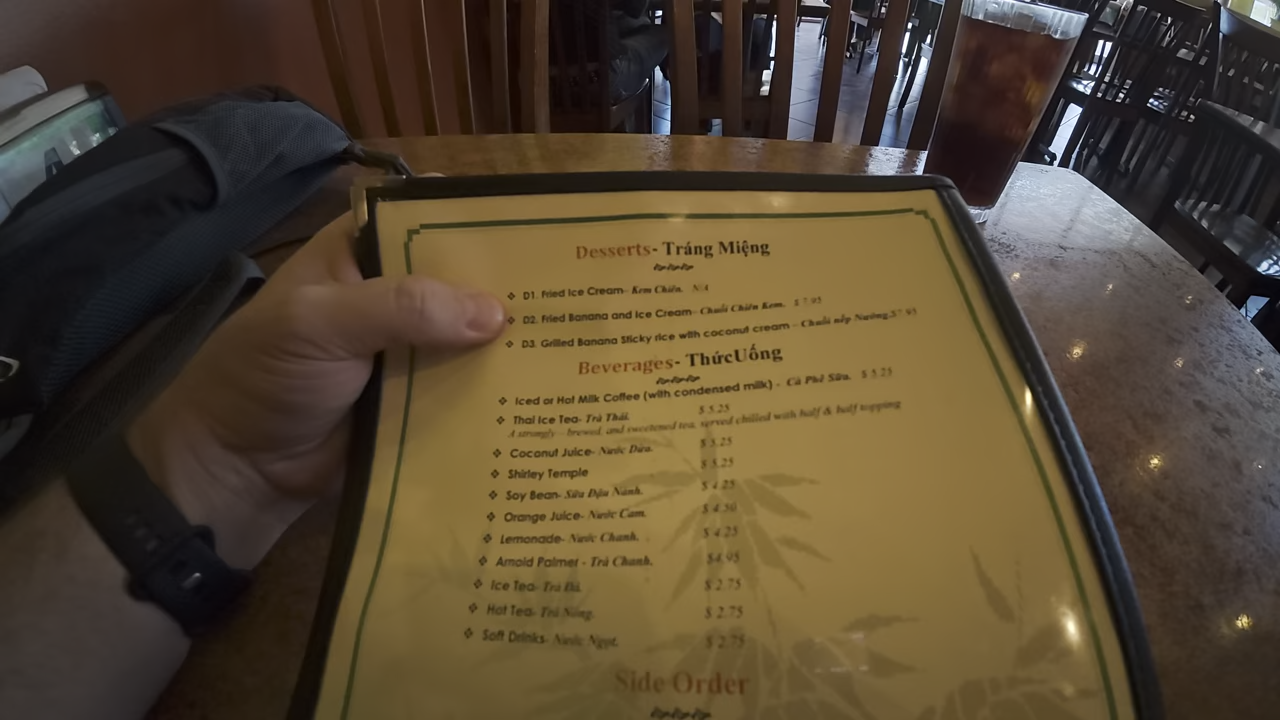 Desserts- Tráng Miệng
D1. Fried Ice Cream- Kem Chiên. N/A
D2. Fried Banana and Ice Cream- Chuối Chiên Kem. $ 7.95
D3. Grilled Banana Sticky rice with coconut cream – Chuối nếp Nướng.$7.95
Beverages- ThứcUống
Iced or Hot Milk Coffee (with condensed milk) - Cà Phê Sữa. $ 5.25
Thai Ice Tea- Trà Thái. $ 5.25
A strongly – brewed, and sweetened tea, served chilled with half & half topping
Coconut Juice- Nước Dừa. $ 5.25
Shirley Temple $ 5.25
Soy Bean- Sữa Đậu Nành. $ 4.25
Orange Juice- Nước Cam. $ 4.50
Lemonade- Nước Chanh. $ 4.25
Arnold Palmer - Trà Chanh. $4.95
Ice Tea- Trà Đá. $ 2.75
Hot Tea- Trà Nóng. $ 2.75
Soft Drinks- Nước Ngọt. $ 2.75
Side Order